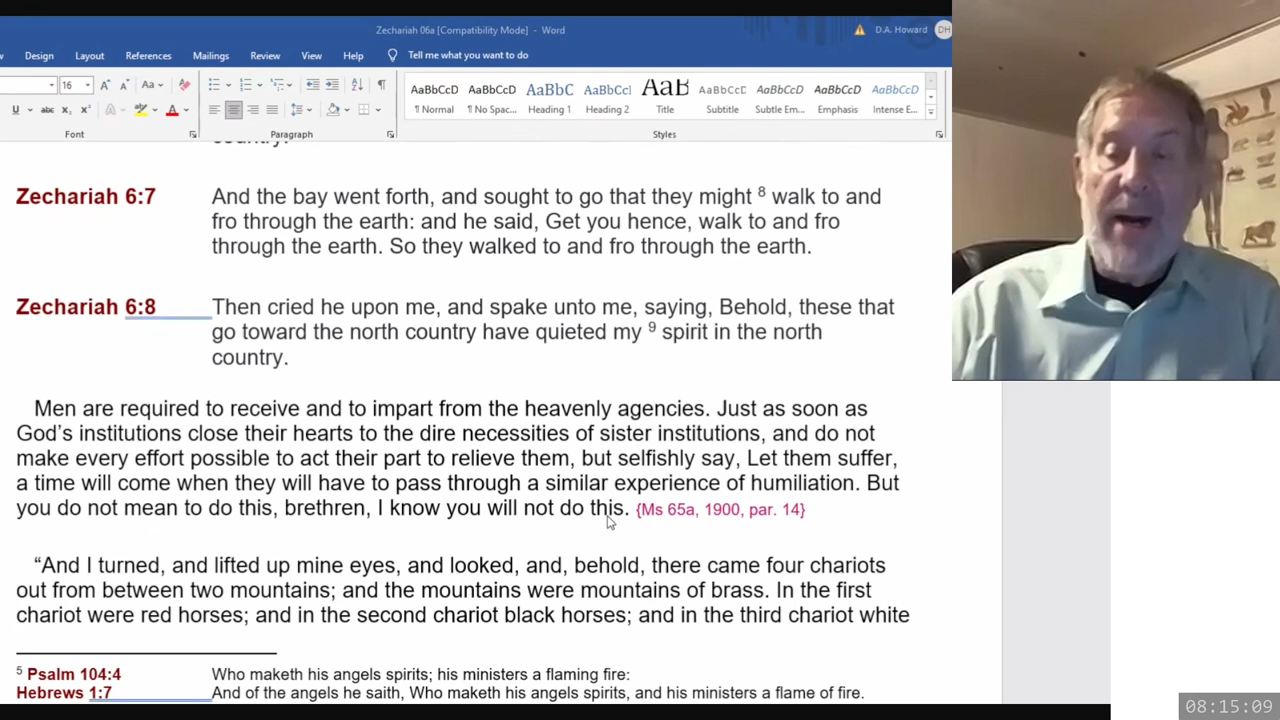 Zechariah 06a [Compatibility Mode] - Word
D.A. Howard
DH
Design Layout References Mailings Review View Help Tell me what you want to do
16
Aa
AaBbCcD AaBbCcD AaBbC AaBbCcI AaB AaBbCcD AaBbCcD AaBbCcD AaBbCcD
¶ Normal ¶ No Spac... Heading 1 Heading 2 Title Subtitle Subtle Em... Emphasis Intense E...
Font Paragraph Styles
country.
Zechariah 6:7 And the bay went forth, and sought to go that they might 8 walk to and
fro through the earth: and he said, Get you hence, walk to and fro
through the earth. So they walked to and fro through the earth.
Zechariah 6:8 Then cried he upon me, and spake unto me, saying, Behold, these that
go toward the north country have quieted my 9 spirit in the north
country.
Men are required to receive and to impart from the heavenly agencies. Just as soon as
God’s institutions close their hearts to the dire necessities of sister institutions, and do not
make every effort possible to act their part to relieve them, but selfishly say, Let them suffer,
a time will come when they will have to pass through a similar experience of humiliation. But
you do not mean to do this, brethren, I know you will not do this. {Ms 65a, 1900, par. 14}
“And I turned, and lifted up mine eyes, and looked, and, behold, there came four chariots
out from between two mountains; and the mountains were mountains of brass. In the first
chariot were red horses; and in the second chariot black horses; and in the third chariot white
5 Psalm 104:4 Who maketh his angels spirits; his ministers a flaming fire:
Hebrews 1:7 And of the angels he saith, Who maketh his angels spirits, and his ministers a flame of fire.
08:15:09